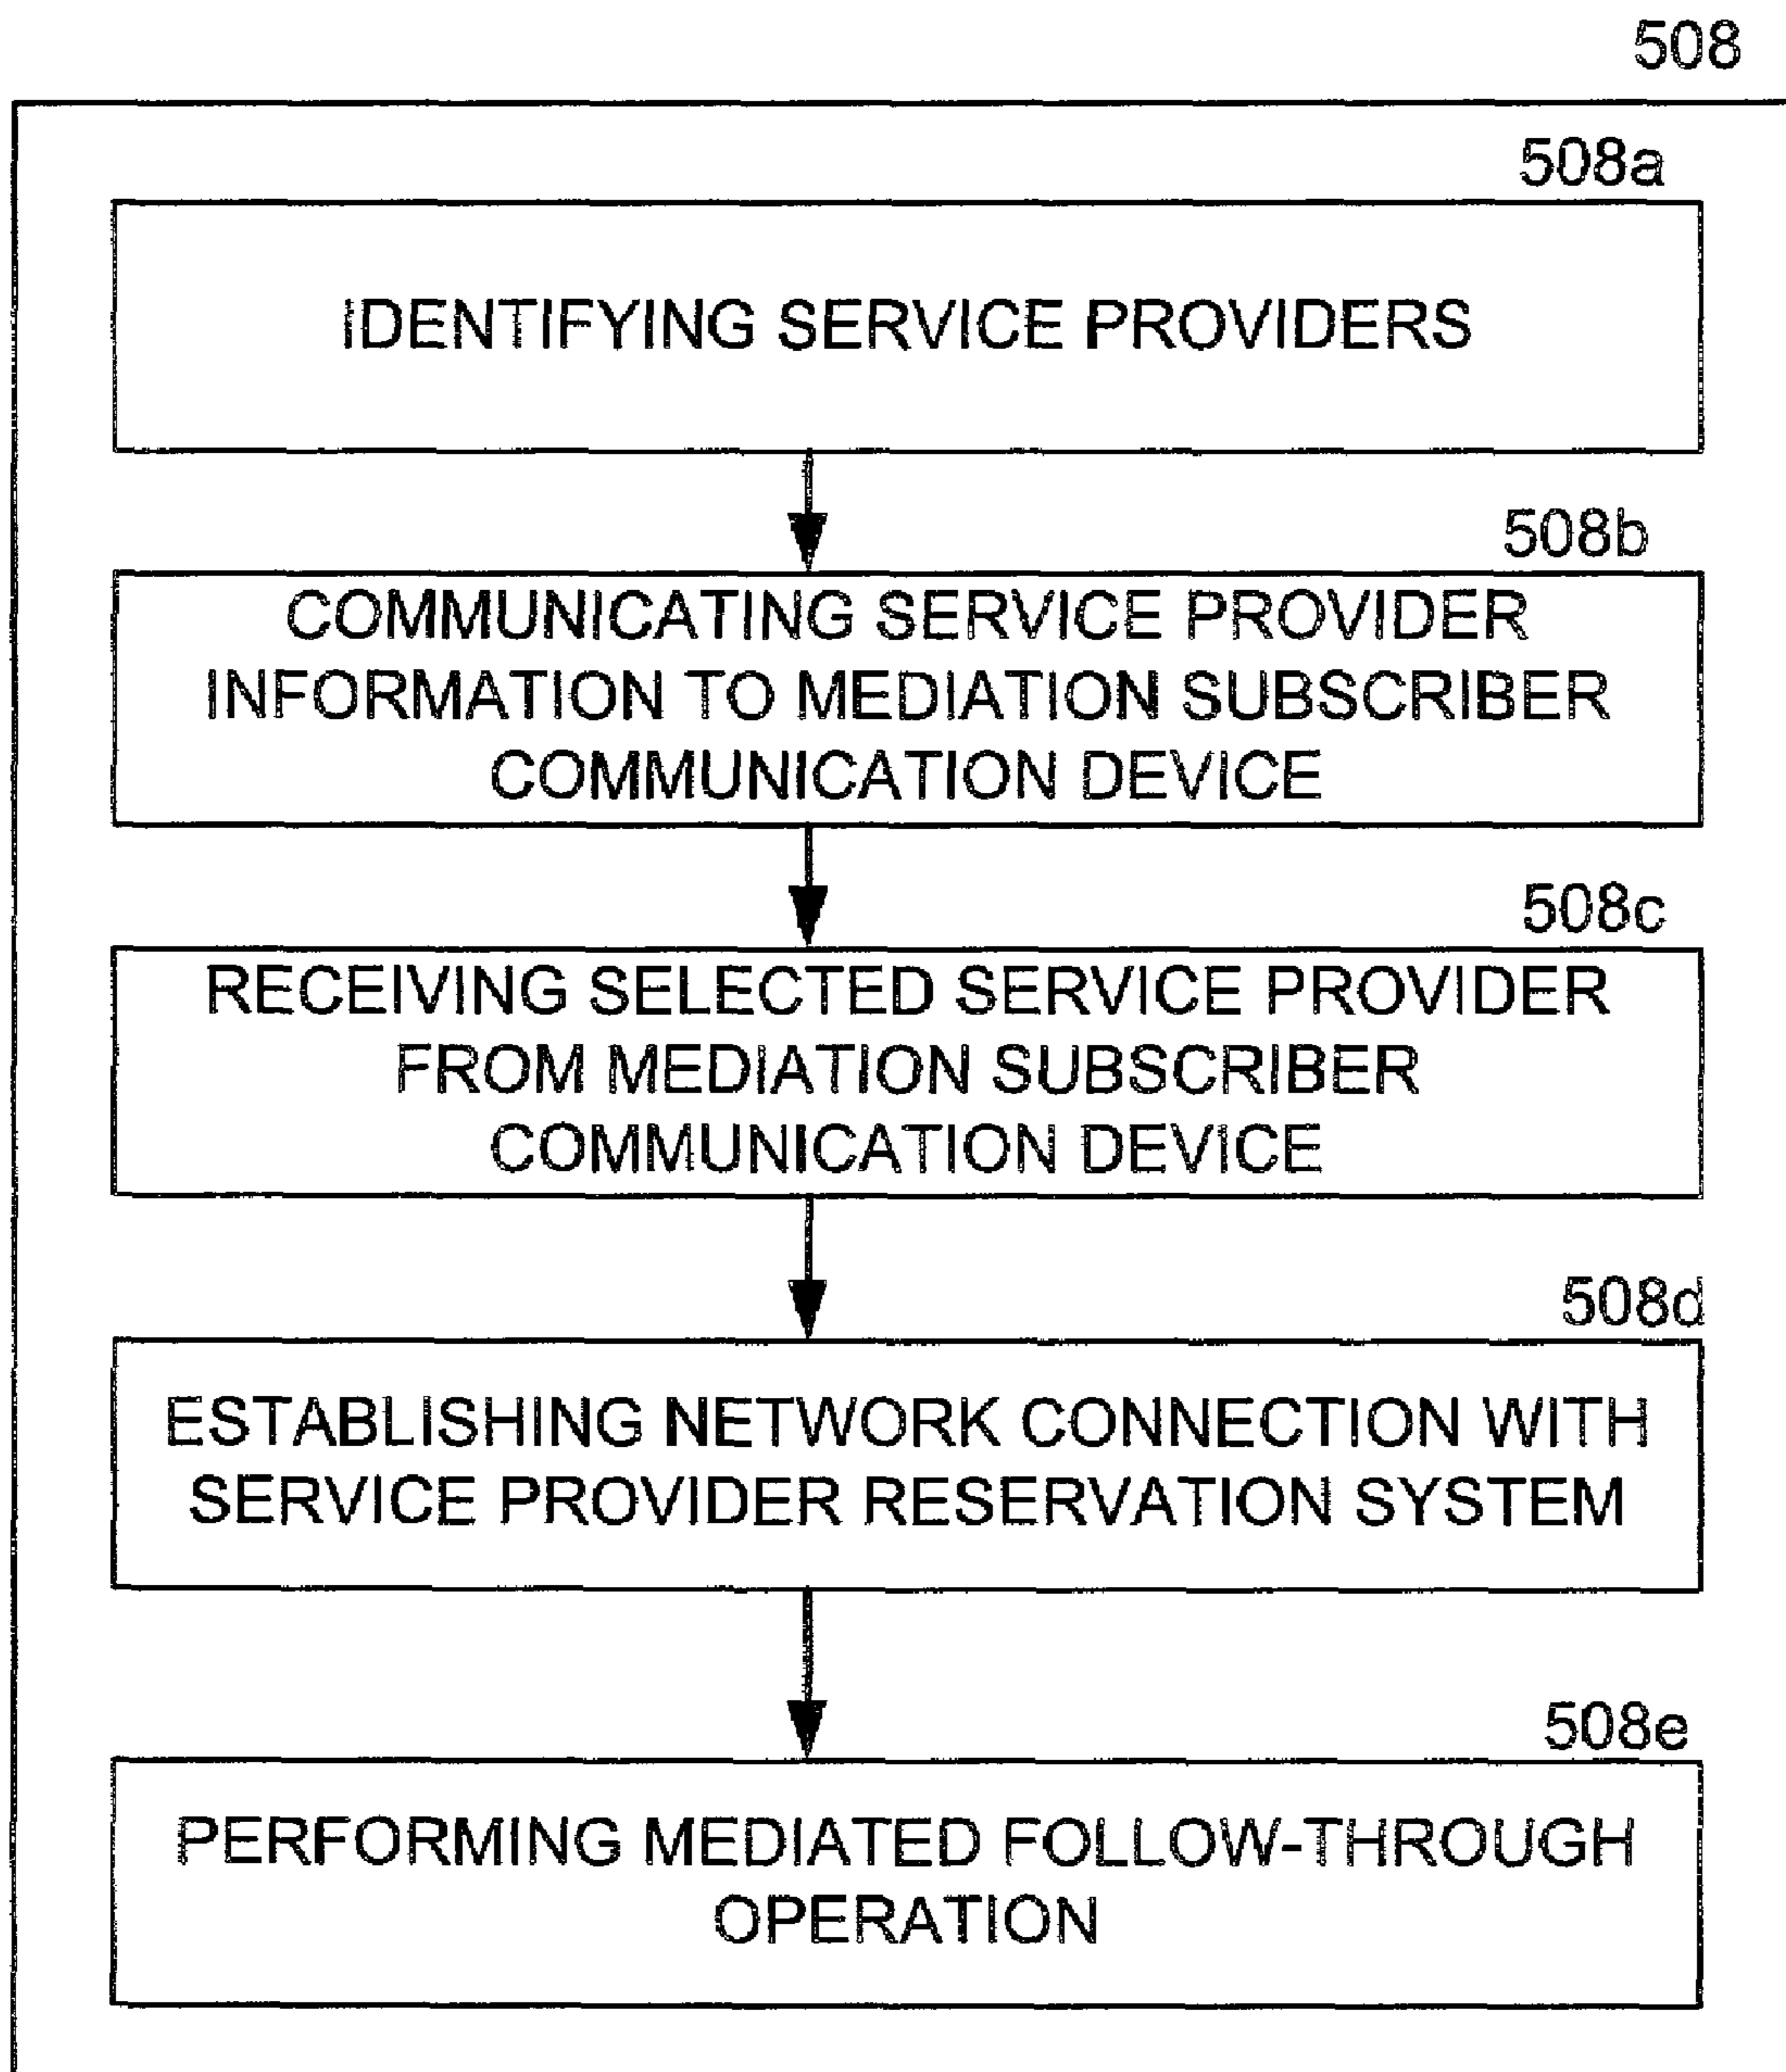 508
508a
IDENTIFYING SERVICE PROVIDERS
508b
COMMUNICATING SERVICE PROVIDER
INFORMATION TO MEDIATION SUBSCRIBER
COMMUNICATION DEVICE
508c
RECEIVING SELECTED SERVICE PROVIDER
FROM MEDIATION SUBSCRIBER
COMMUNICATION DEVICE
508d
ESTABLISHING NETWORK CONNECTION WITH
SERVICE PROVIDER RESERVATION SYSTEM
508e
PERFORMING MEDIATED FOLLOW-THROUGH
OPERATION